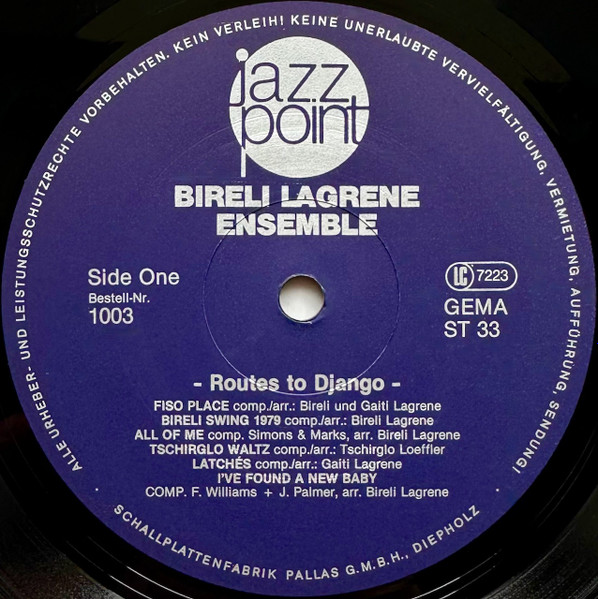 ALLE URHEBER- UND LEISTUNGSSCHUTZRECHTE VORBEHALTEN. KEIN VERLEIH! KEINE UNERLAUBTE VERVIELFÄLTIGUNG, VERMIETUNG, AUFFÜHRUNG, SENDUNG!
jazz
point
BIRELI LAGRENE
ENSEMBLE
Side One
Bestell-Nr.
1003
LC 7223
GEMA
ST 33
- Routes to Django -
FISO PLACE comp./arr.: Bireli und Gaiti Lagrene
BIRELI SWING 1979 comp./arr.: Bireli Lagrene
ALL OF ME comp. Simons & Marks, arr. Bireli Lagrene
TSCHIRGLO WALTZ comp./arr.: Tschirglo Loeffler
LATCHÉS comp./arr.: Gaiti Lagrene
I'VE FOUND A NEW BABY
COMP. F. Williams + J. Palmer, arr. Bireli Lagrene
· SCHALLPLATTENFABRIK PALLAS G.M.B.H., DIEPHOLZ ·